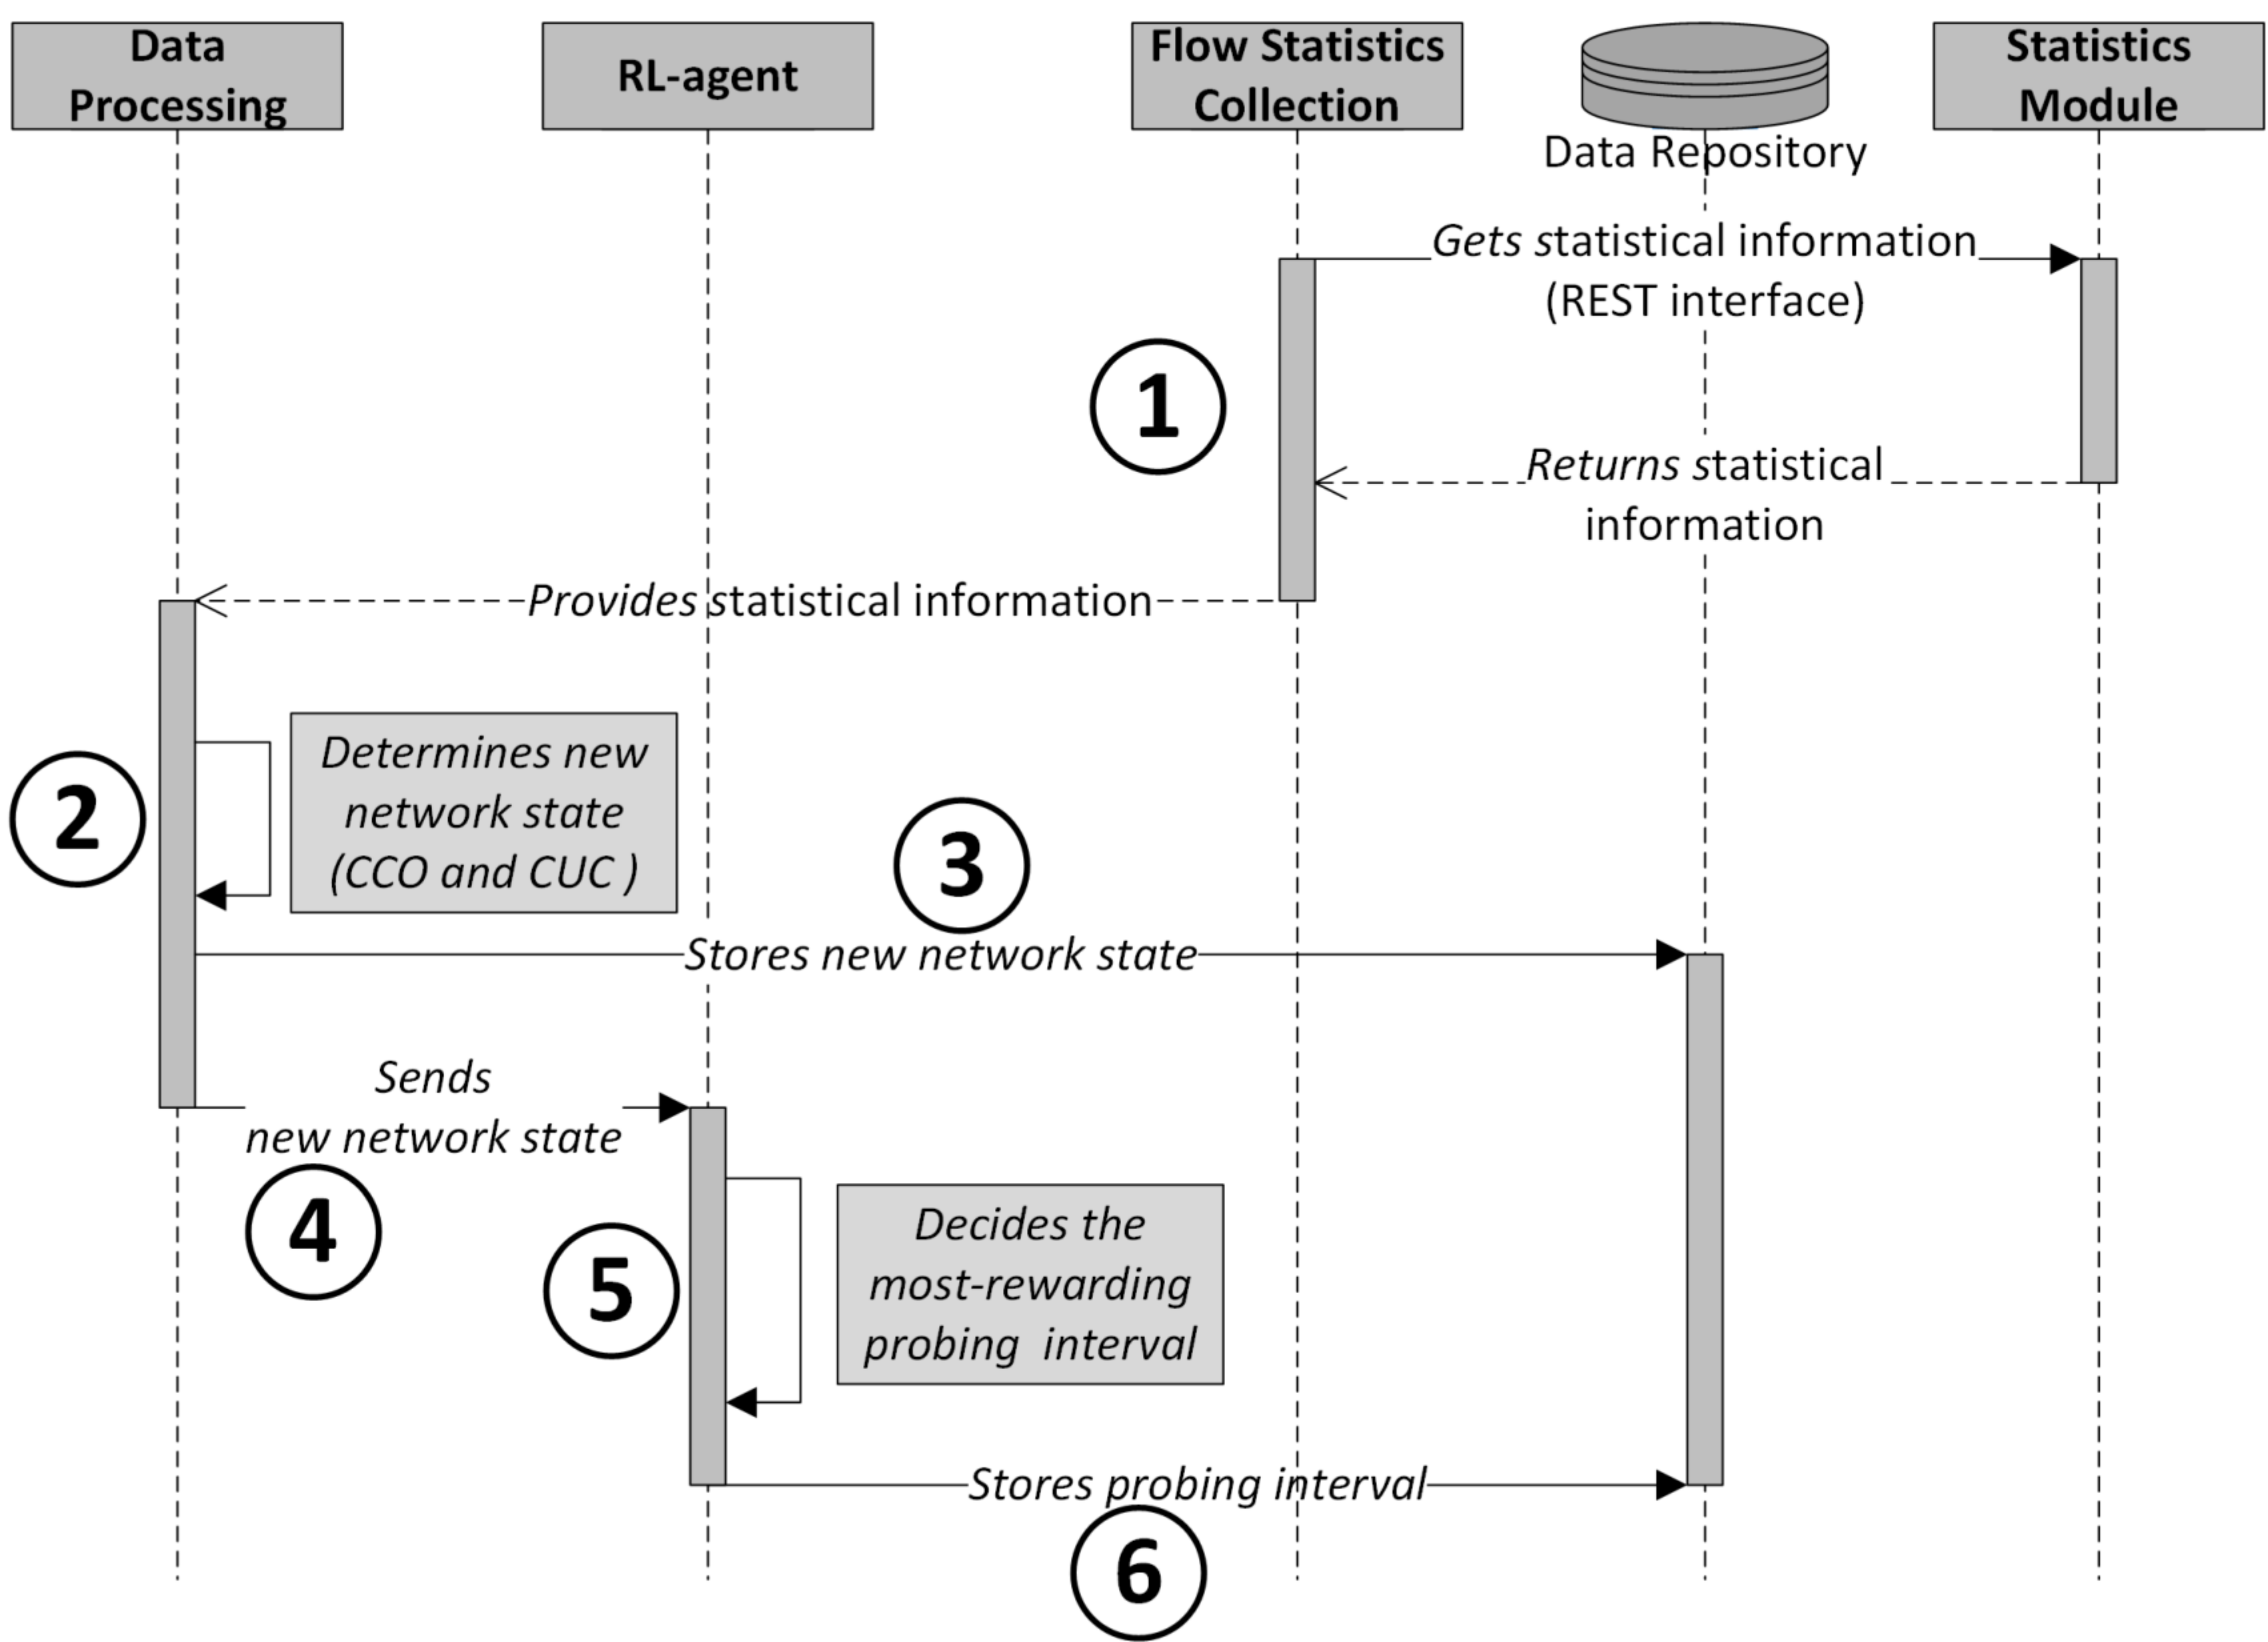 Data
Processing
RL-agent
Flow Statistics
Collection
Data Repository
Statistics
Module
Gets statistical information
(REST interface)
1
Returns statistical
information
Provides statistical information
2
Determines new
network state
(CCO and CUC )
3
Stores new network state
Sends
new network state
4
5
Decides the
most-rewarding
probing interval
Stores probing interval
6